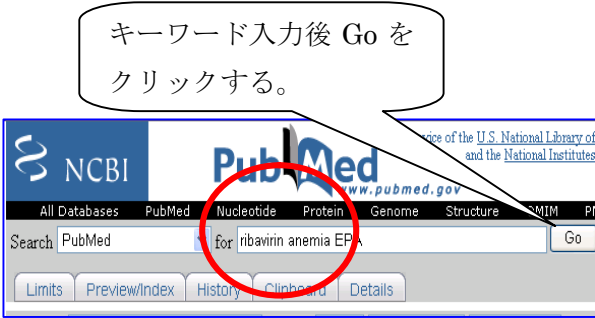 キーワード入力後 Go を
クリックする。
NCBI
PubMed
www.pubmed.gov
of the U.S. National Library of
and the National Institutes
All Databases PubMed Nucleotide Protein Genome Structure OMIM
Search PubMed for ribavirin anemia EPA Go
Limits Preview/Index History Clipboard Details